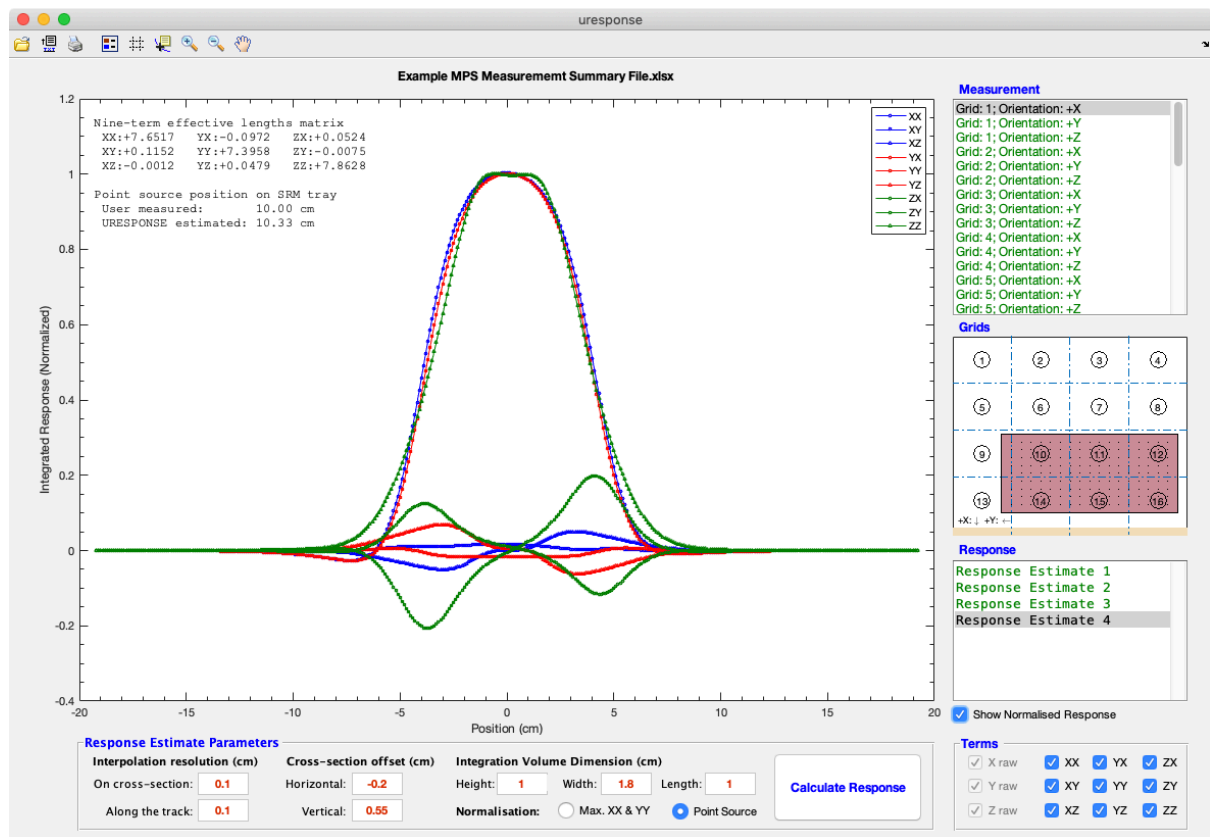 uresponse
TXT
Example MPS Measurememt Summary File.xlsx
Nine-term effective lengths matrix
XX:+7.6517 YX:-0.0972 ZX:+0.0524
XY:+0.1152 YY:+7.3958 ZY:-0.0075
XZ:-0.0012 YZ:+0.0479 ZZ:+7.8628
Point source position on SRM tray
User measured: 10.00 cm
URESPONSE estimated: 10.33 cm
XX
XY
XZ
YX
YY
YZ
ZX
ZY
ZZ
Integrated Response (Normalized)
1.2
1
0.8
0.6
0.4
0.2
0
-0.2
-0.4
-20 -15 -10 -5 0 5 10 15 20
Position (cm)
Measurement
Grid: 1; Orientation: +X
Grid: 1; Orientation: +Y
Grid: 1; Orientation: +Z
Grid: 2; Orientation: +X
Grid: 2; Orientation: +Y
Grid: 2; Orientation: +Z
Grid: 3; Orientation: +X
Grid: 3; Orientation: +Y
Grid: 3; Orientation: +Z
Grid: 4; Orientation: +X
Grid: 4; Orientation: +Y
Grid: 4; Orientation: +Z
Grid: 5; Orientation: +X
Grid: 5; Orientation: +Y
Grid: 5; Orientation: +Z
Grids
1 2 3 4
5 6 7 8
9 10 11 12
13 14 15 16
+X:↓ +Y:←
Response
Response Estimate 1
Response Estimate 2
Response Estimate 3
Response Estimate 4
Show Normalised Response
Response Estimate Parameters
Interpolation resolution (cm) Cross-section offset (cm) Integration Volume Dimension (cm)
On cross-section: 0.1 Horizontal: -0.2 Height: 1 Width: 1.8 Length: 1
Along the track: 0.1 Vertical: 0.55 Normalisation: Max. XX & YY Point Source
Calculate Response
Terms
X raw XX YX ZX
Y raw XY YY ZY
Z raw XZ YZ ZZ